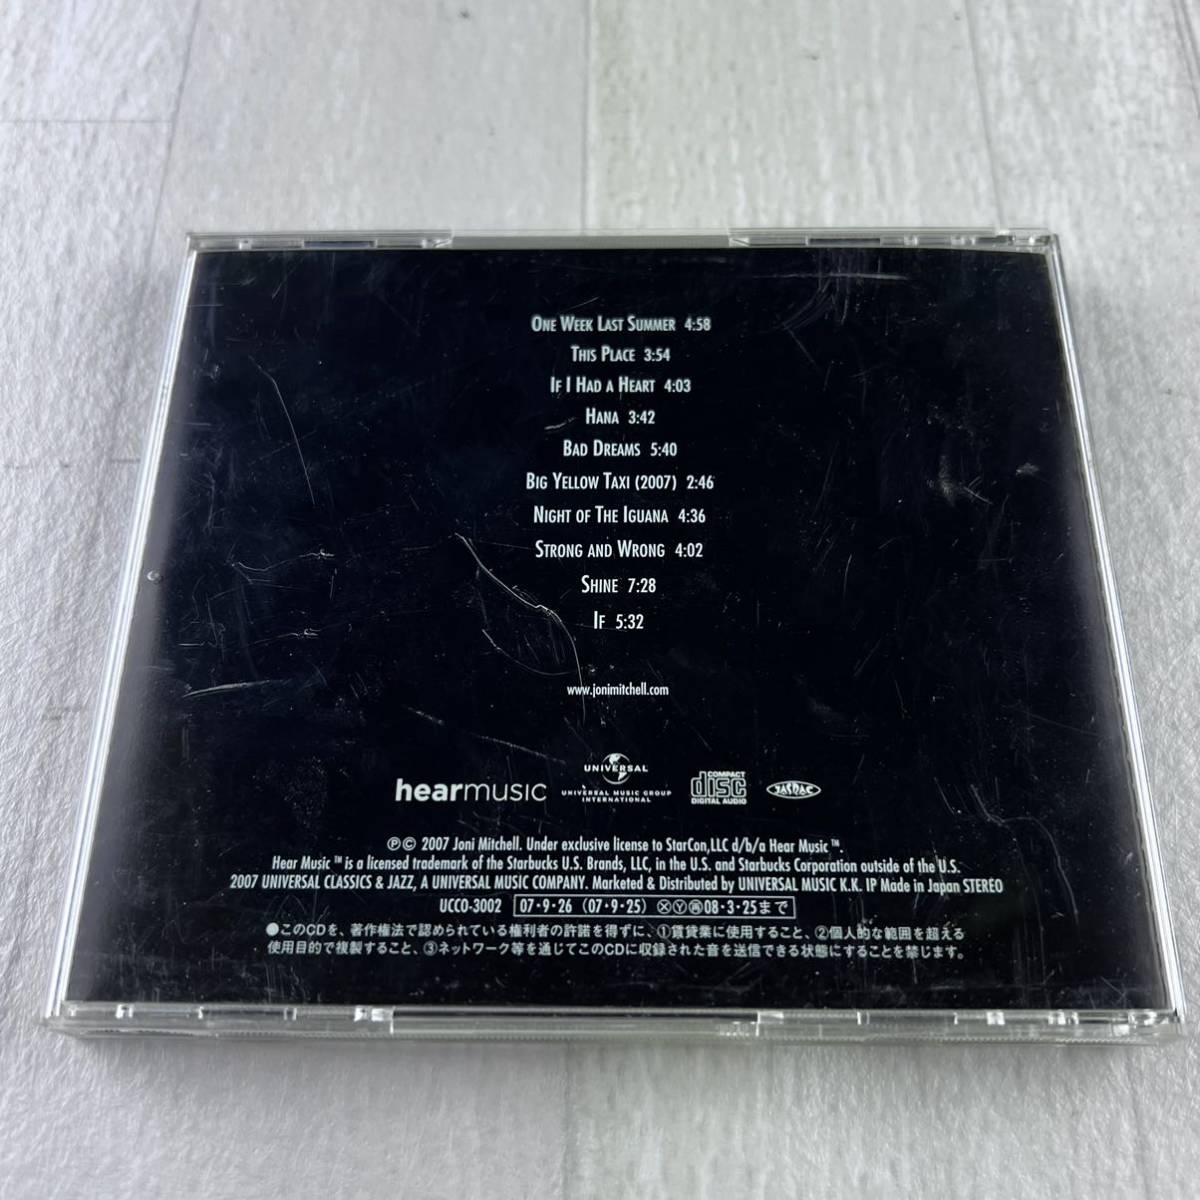 ONE WEEK LAST SUMMER 4:58
THIS PLACE 3:54
IF I HAD A HEART 4:03
HANA 3:42
BAD DREAMS 5:40
BIG YELLOW TAXI (2007) 2:46
NIGHT OF THE IGUANA 4:36
STRONG AND WRONG 4:02
SHINE 7:28
IF 5:32
www.jonimitchell.com
hearmusic
UNIVERSAL
UNIVERSAL MUSIC GROUP
INTERNATIONAL
COMPACT
disc
DIGITAL AUDIO
JASRAC
℗© 2007 Joni Mitchell. Under exclusive license to StarCon,LLC d/b/a Hear Music ™.
Hear Music ™ is a licensed trademark of the Starbucks U.S. Brands, LLC, in the U.S. and Starbucks Corporation outside of the U.S.
2007 UNIVERSAL CLASSICS & JAZZ, A UNIVERSAL MUSIC COMPANY. Marketed & Distributed by UNIVERSAL MUSIC K.K. IP Made in Japan STEREO
UCCO-3002 07・9・26 (07・9・25) ⓍⓎ㊢08・3・25まで
●このCDを、著作権法で認められている権利者の許諾を得ずに、①賃貸業に使用すること、②個人的な範囲を超える
使用目的で複製すること、③ネットワーク等を通じてこのCDに収録された音を送信できる状態にすることを禁じます。